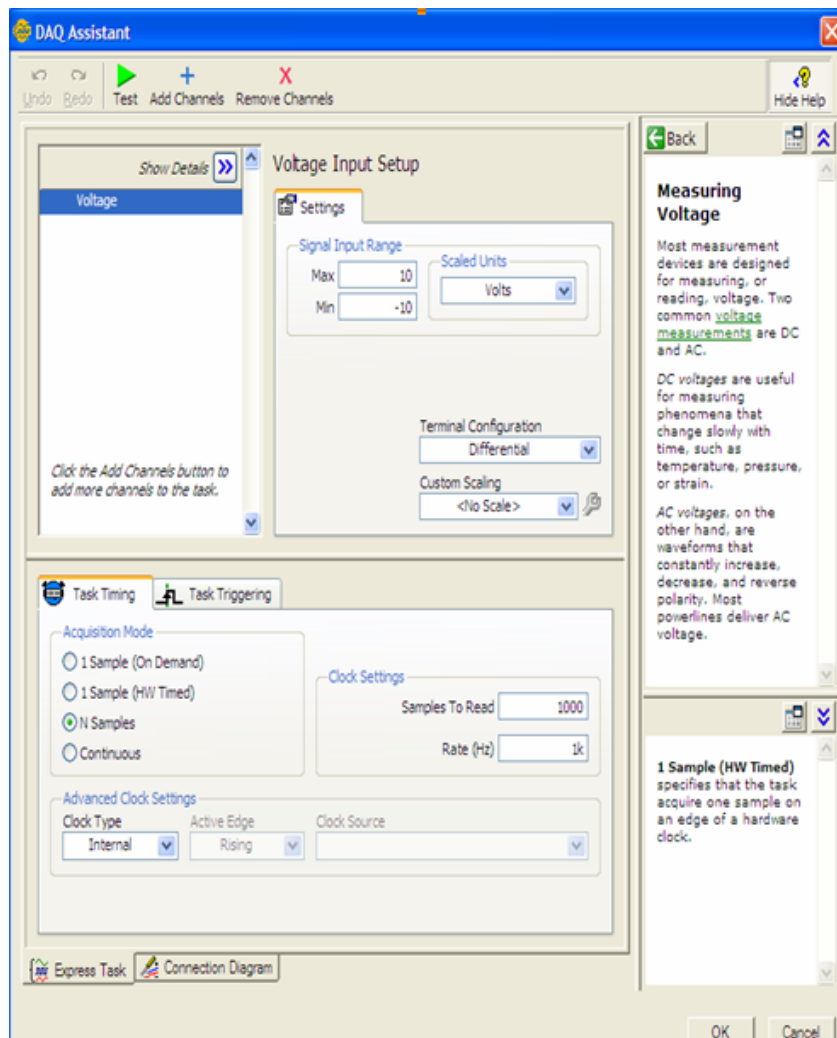 DAQ Assistant
Undo Redo Test Add Channels Remove Channels Hide Help
Show Details
Voltage
Click the Add Channels button to
add more channels to the task.
Voltage Input Setup
Settings
Signal Input Range
Max 10
Min -10
Scaled Units
Volts
Terminal Configuration
Differential
Custom Scaling
<No Scale>
Task Timing Task Triggering
Acquisition Mode
1 Sample (On Demand)
1 Sample (HW Timed)
N Samples
Continuous
Clock Settings
Samples To Read 1000
Rate (Hz) 1k
Advanced Clock Settings
Clock Type Active Edge Clock Source
Internal Rising
Express Task Connection Diagram
Back
Measuring
Voltage
Most measurement
devices are designed
for measuring, or
reading, voltage. Two
common voltage
measurements are DC
and AC.
DC voltages are useful
for measuring
phenomena that
change slowly with
time, such as
temperature, pressure,
or strain.
AC voltages, on the
other hand, are
waveforms that
constantly increase,
decrease, and reverse
polarity. Most
powerlines deliver AC
voltage.
1 Sample (HW Timed)
specifies that the task
acquire one sample on
an edge of a hardware
clock.
OK Cancel